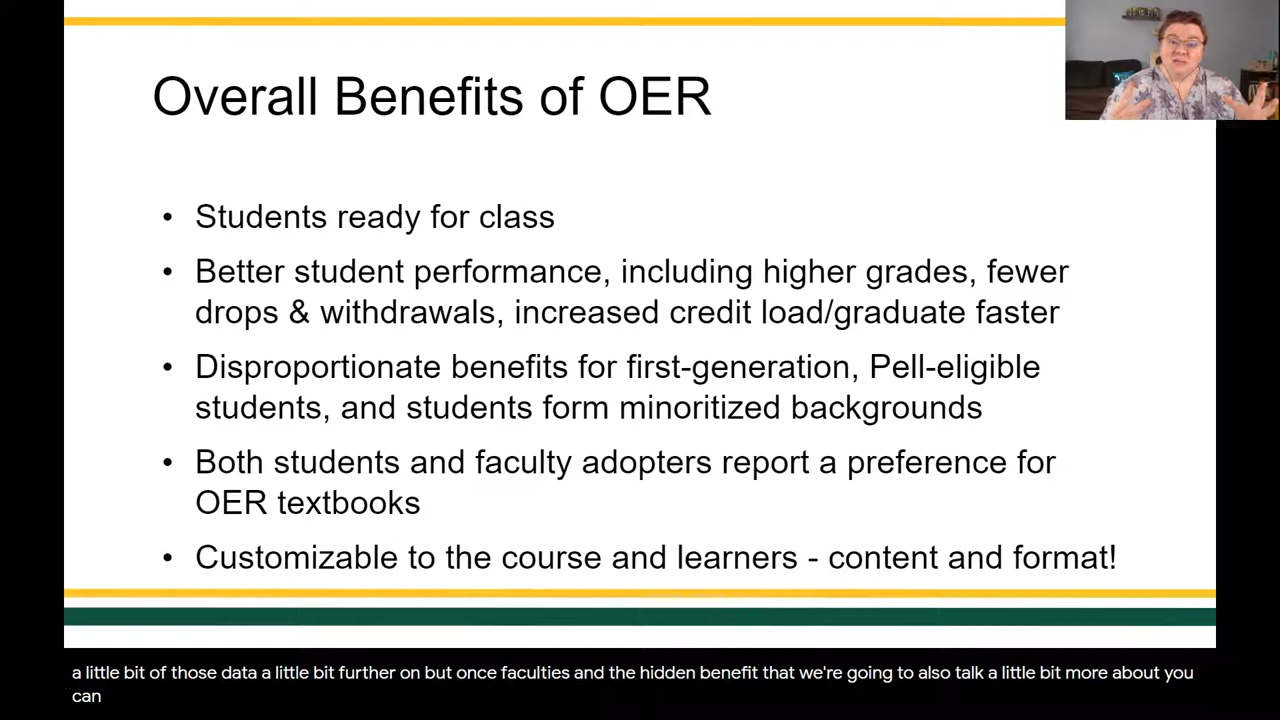 Overall Benefits of OER
• Students ready for class
• Better student performance, including higher grades, fewer
drops & withdrawals, increased credit load/graduate faster
• Disproportionate benefits for first-generation, Pell-eligible
students, and students form minoritized backgrounds
• Both students and faculty adopters report a preference for
OER textbooks
• Customizable to the course and learners - content and format!
a little bit of those data a little bit further on but once faculties and the hidden benefit that we're going to also talk a little bit more about you
can